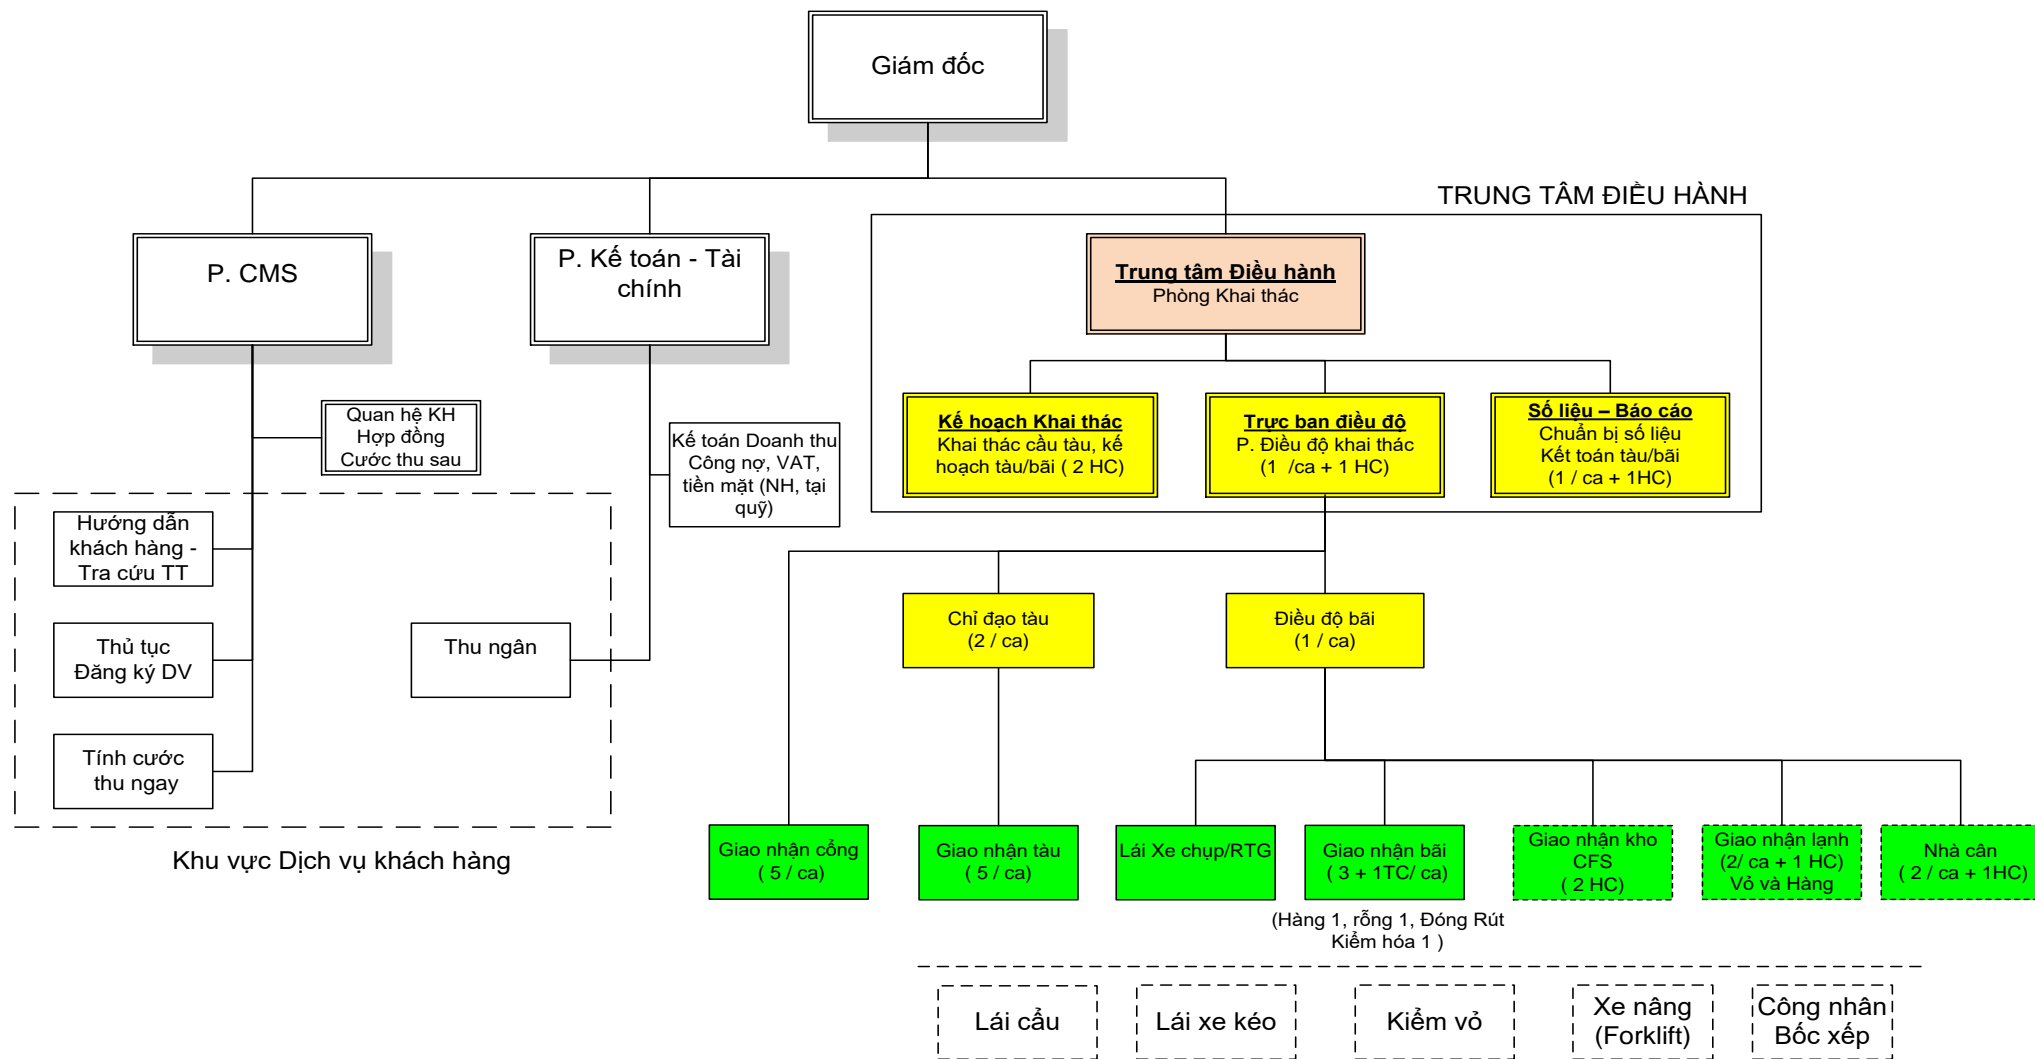 Giám đốc
TRUNG TÂM ĐIỀU HÀNH
P. CMS
P. Kế toán - Tài
chính
Trung tâm Điều hành
Phòng Khai thác
Quan hệ KH
Hợp đồng
Cước thu sau
Kế toán Doanh thu
Công nợ, VAT,
tiền mặt (NH, tại
quỹ)
Kế hoạch Khai thác
Khai thác cầu tàu, kế
hoạch tàu/bãi ( 2 HC)
Trực ban điều độ
P. Điều độ khai thác
(1 /ca + 1 HC)
Số liệu – Báo cáo
Chuẩn bị số liệu
Kết toán tàu/bãi
(1 / ca + 1HC)
Hướng dẫn
khách hàng -
Tra cứu TT
Thủ tục
Đăng ký DV
Thu ngân
Chỉ đạo tàu
(2 / ca)
Điều độ bãi
(1 / ca)
Tính cước
thu ngay
Khu vực Dịch vụ khách hàng
Giao nhận cổng
( 5 / ca)
Giao nhận tàu
( 5 / ca)
Lái Xe chụp/RTG
Giao nhận bãi
( 3 + 1TC/ ca)
Giao nhận kho
CFS
( 2 HC)
Giao nhận lạnh
(2/ ca + 1 HC)
Vỏ và Hàng
Nhà cân
( 2 / ca + 1HC)
(Hàng 1, rỗng 1, Đóng Rút
Kiểm hóa 1 )
Lái cẩu
Lái xe kéo
Kiểm vỏ
Xe nâng
(Forklift)
Công nhân
Bốc xếp